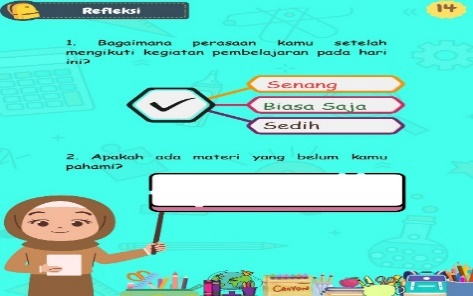 Refleksi
14
1. Bagaimana perasaan kamu setelah
mengikuti kegiatan pembelajaran pada hari
ini?
Senang
Biasa Saja
Sedih
2. Apakah ada materi yang belum kamu
pahami?
CRAYON